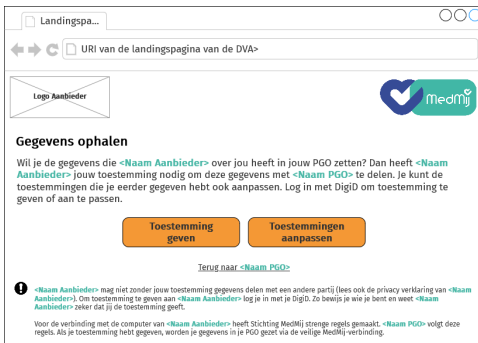 Landingspa...
URI van de landingspagina van de DVA>
Logo Aanbieder
MedMij
Gegevens ophalen
Wil je de gegevens die <Naam Aanbieder> over jou heeft in jouw PGO zetten? Dan heeft <Naam
Aanbieder> jouw toestemming nodig om deze gegevens met <Naam PGO> te delen. Je kunt de
toestemmingen die je eerder gegeven hebt ook aanpassen. Log in met DigiD om toestemming te
geven of aan te passen.
Toestemming
geven
Toestemmingen
aanpassen
Terug naar <Naam PGO>
<Naam Aanbieder> mag niet zonder jouw toestemming gegevens delen met een andere partij (lees ook de privacy verklaring van <Naam
Aanbieder>). Om toestemming te geven aan <Naam Aanbieder> log je in met je DigiD. Zo bewijs je wie je bent en weet <Naam
Aanbieder> zeker dat jij de toestemming geeft.
Voor de verbinding met de computer van <Naam Aanbieder> heeft Stichting MedMij strenge regels gemaakt. <Naam PGO> volgt deze
regels. Als je toestemming hebt gegeven, worden je gegevens in je PGO gezet via de veilige MedMij-verbinding.